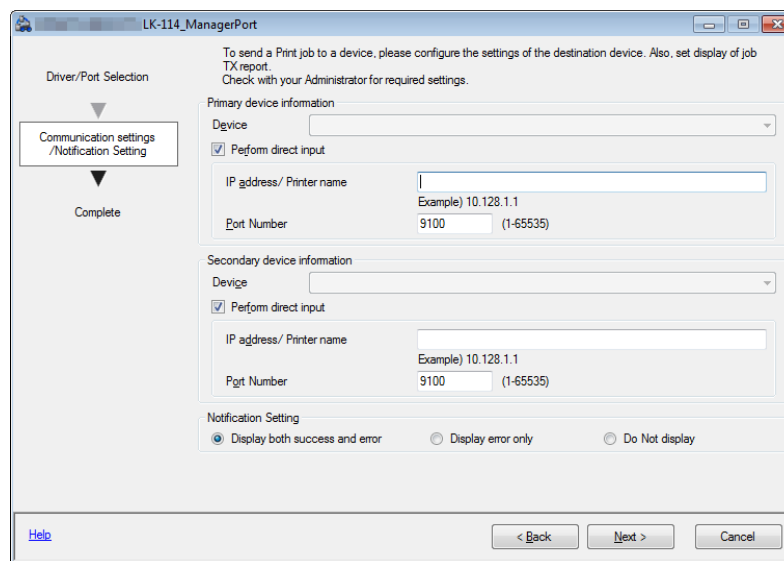 LK-114_ManagerPort
Driver/Port Selection
Communication settings
/Notification Setting
Complete
To send a Print job to a device, please configure the settings of the destination device. Also, set display of job
TX report.
Check with your Administrator for required settings.
Primary device information
Device
Perform direct input
IP address/ Printer name
Example) 10.128.1.1
Port Number 9100 (1-65535)
Secondary device information
Device
Perform direct input
IP address/ Printer name
Example) 10.128.1.1
Port Number 9100 (1-65535)
Notification Setting
Display both success and error Display error only Do Not display
Help < Back Next > Cancel